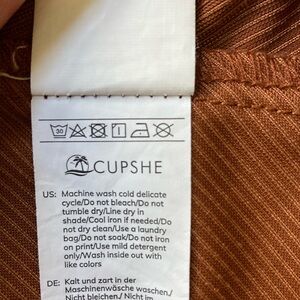 30
CUPSHE
US: Machine wash cold delicate
cycle/Do not bleach/Do not
tumble dry/Line dry in
shade/Cool iron if needed/Do
not dry clean/Use a laundry
bag/Do not soak/Do not iron on
print/Use mild detergent
only/Wash inside out with
like colors
DE: Kalt und zart in der
Maschinenwäsche waschen/
Nicht bleichen/ Nicht im